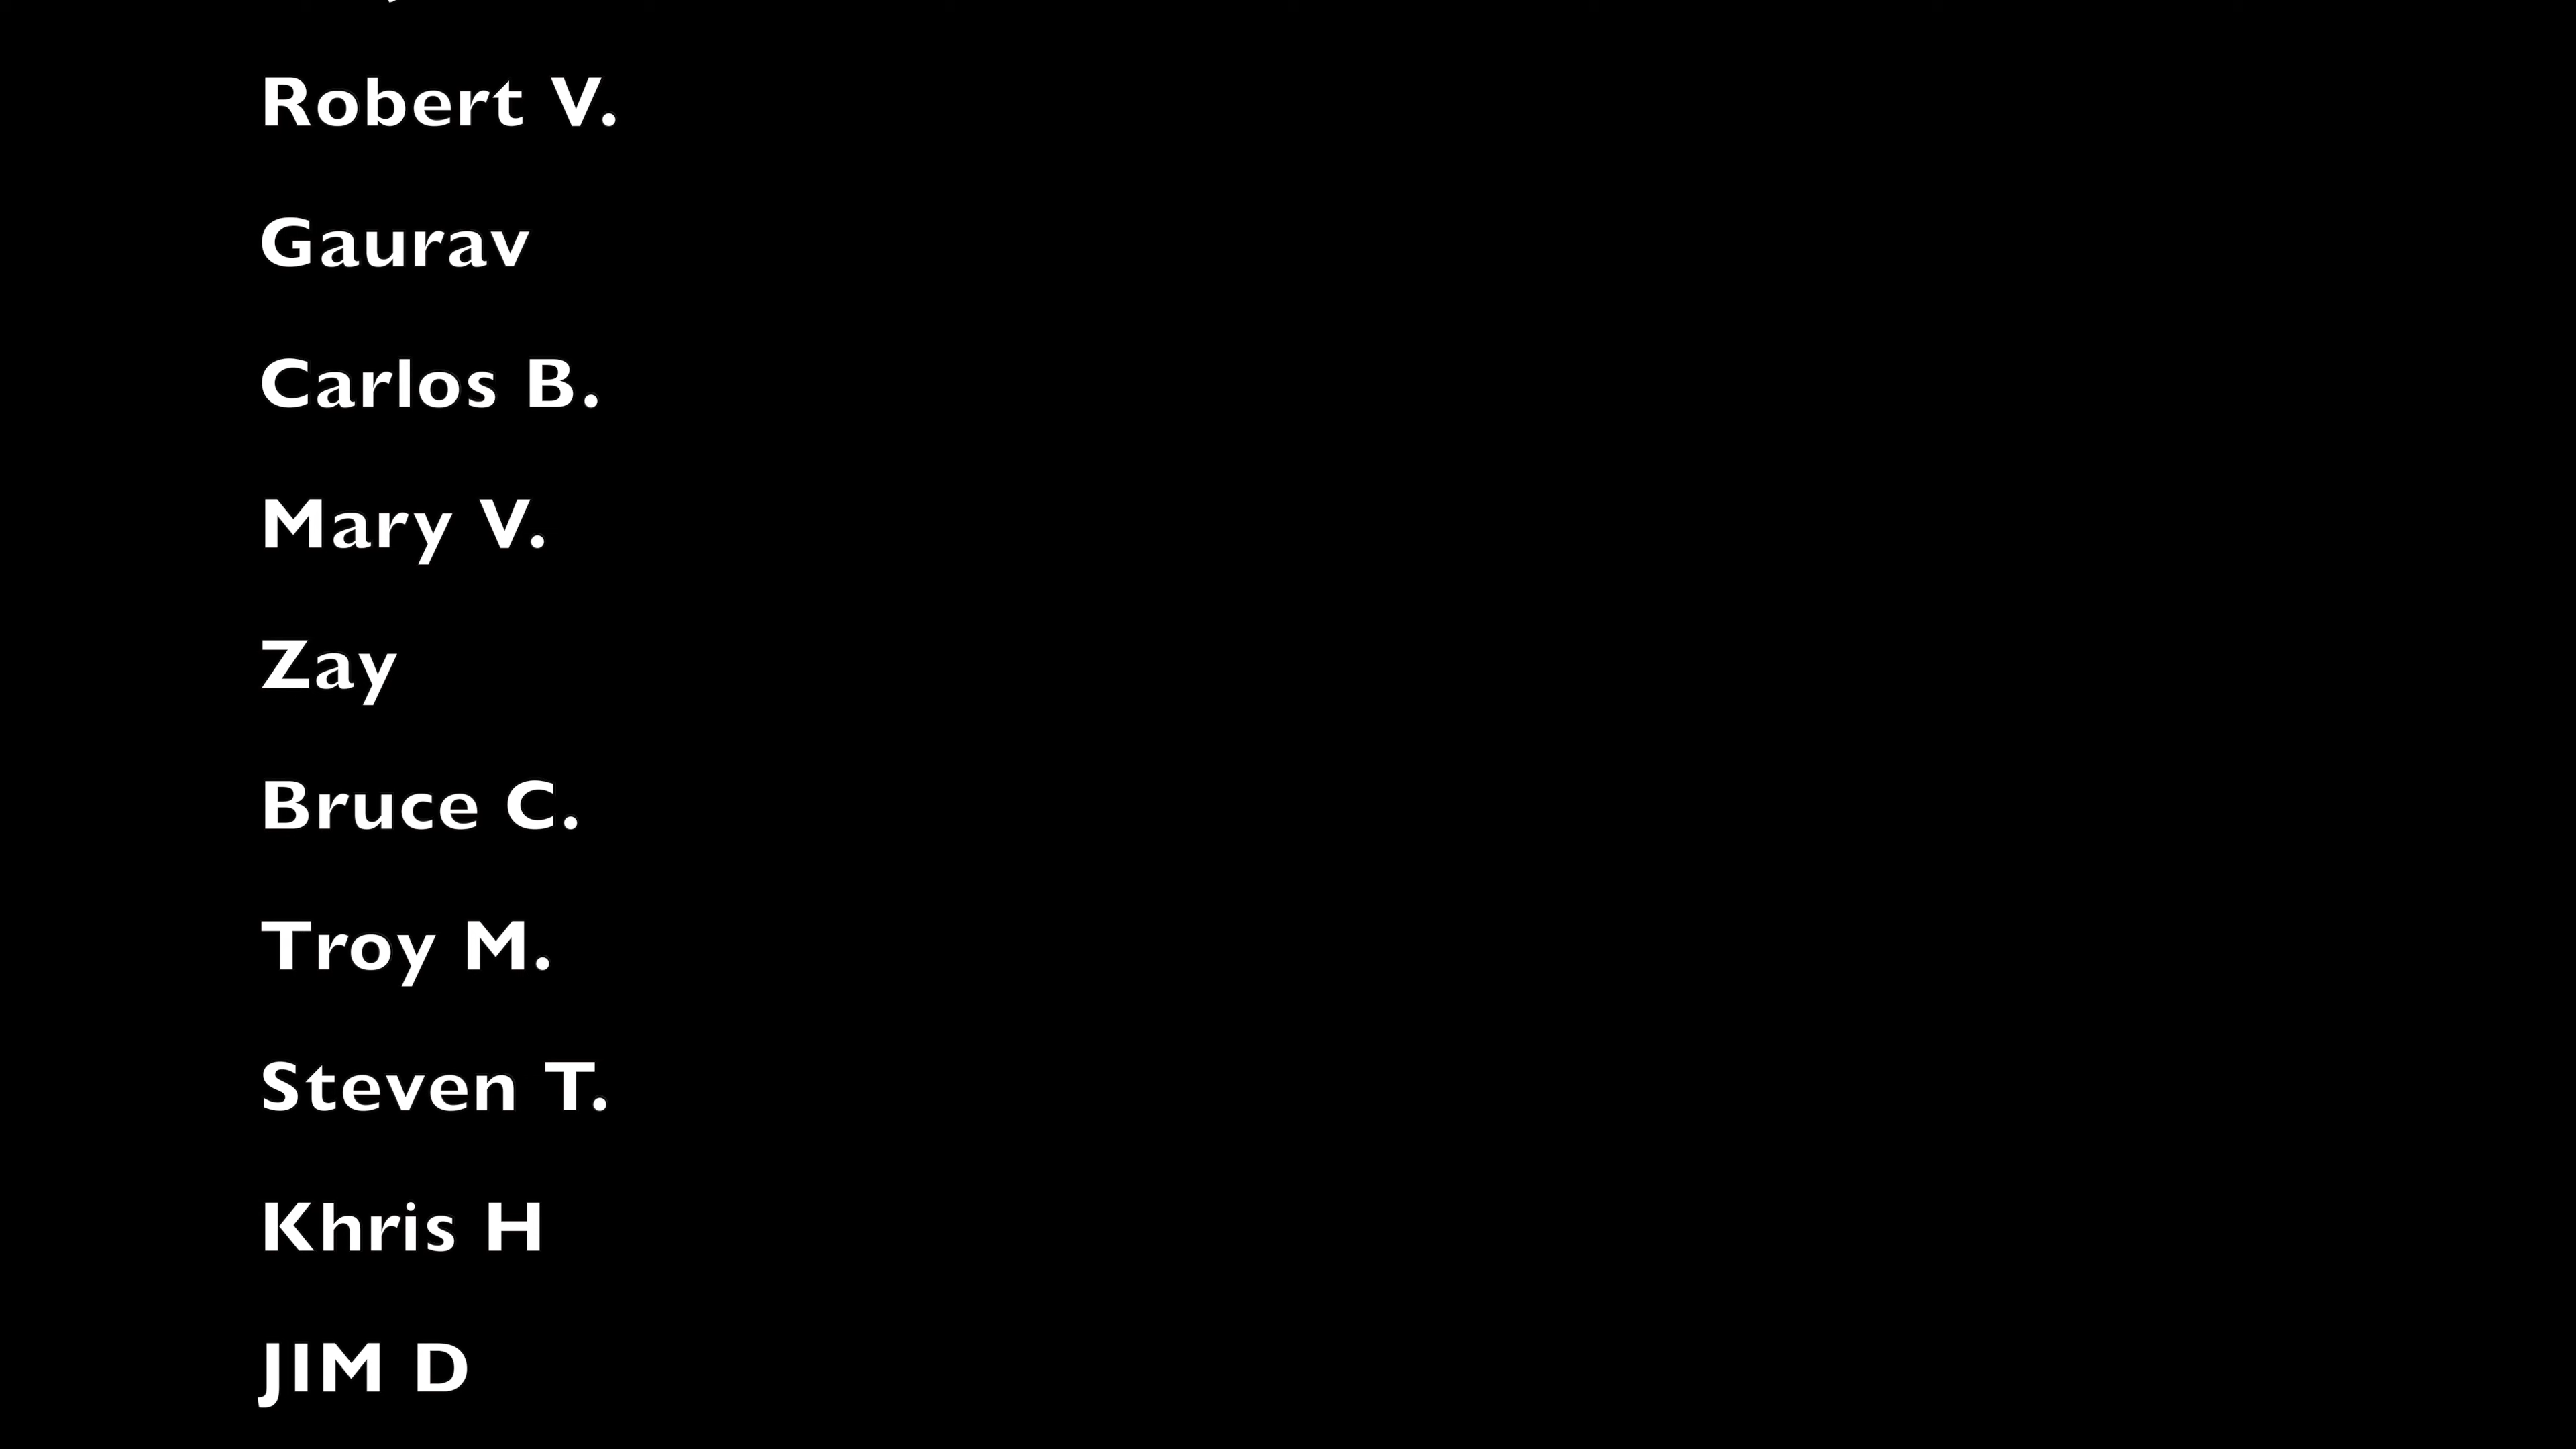 Robert V.
Gaurav
Carlos B.
Mary V.
Zay
Bruce C.
Troy M.
Steven T.
Khris H
JIM D